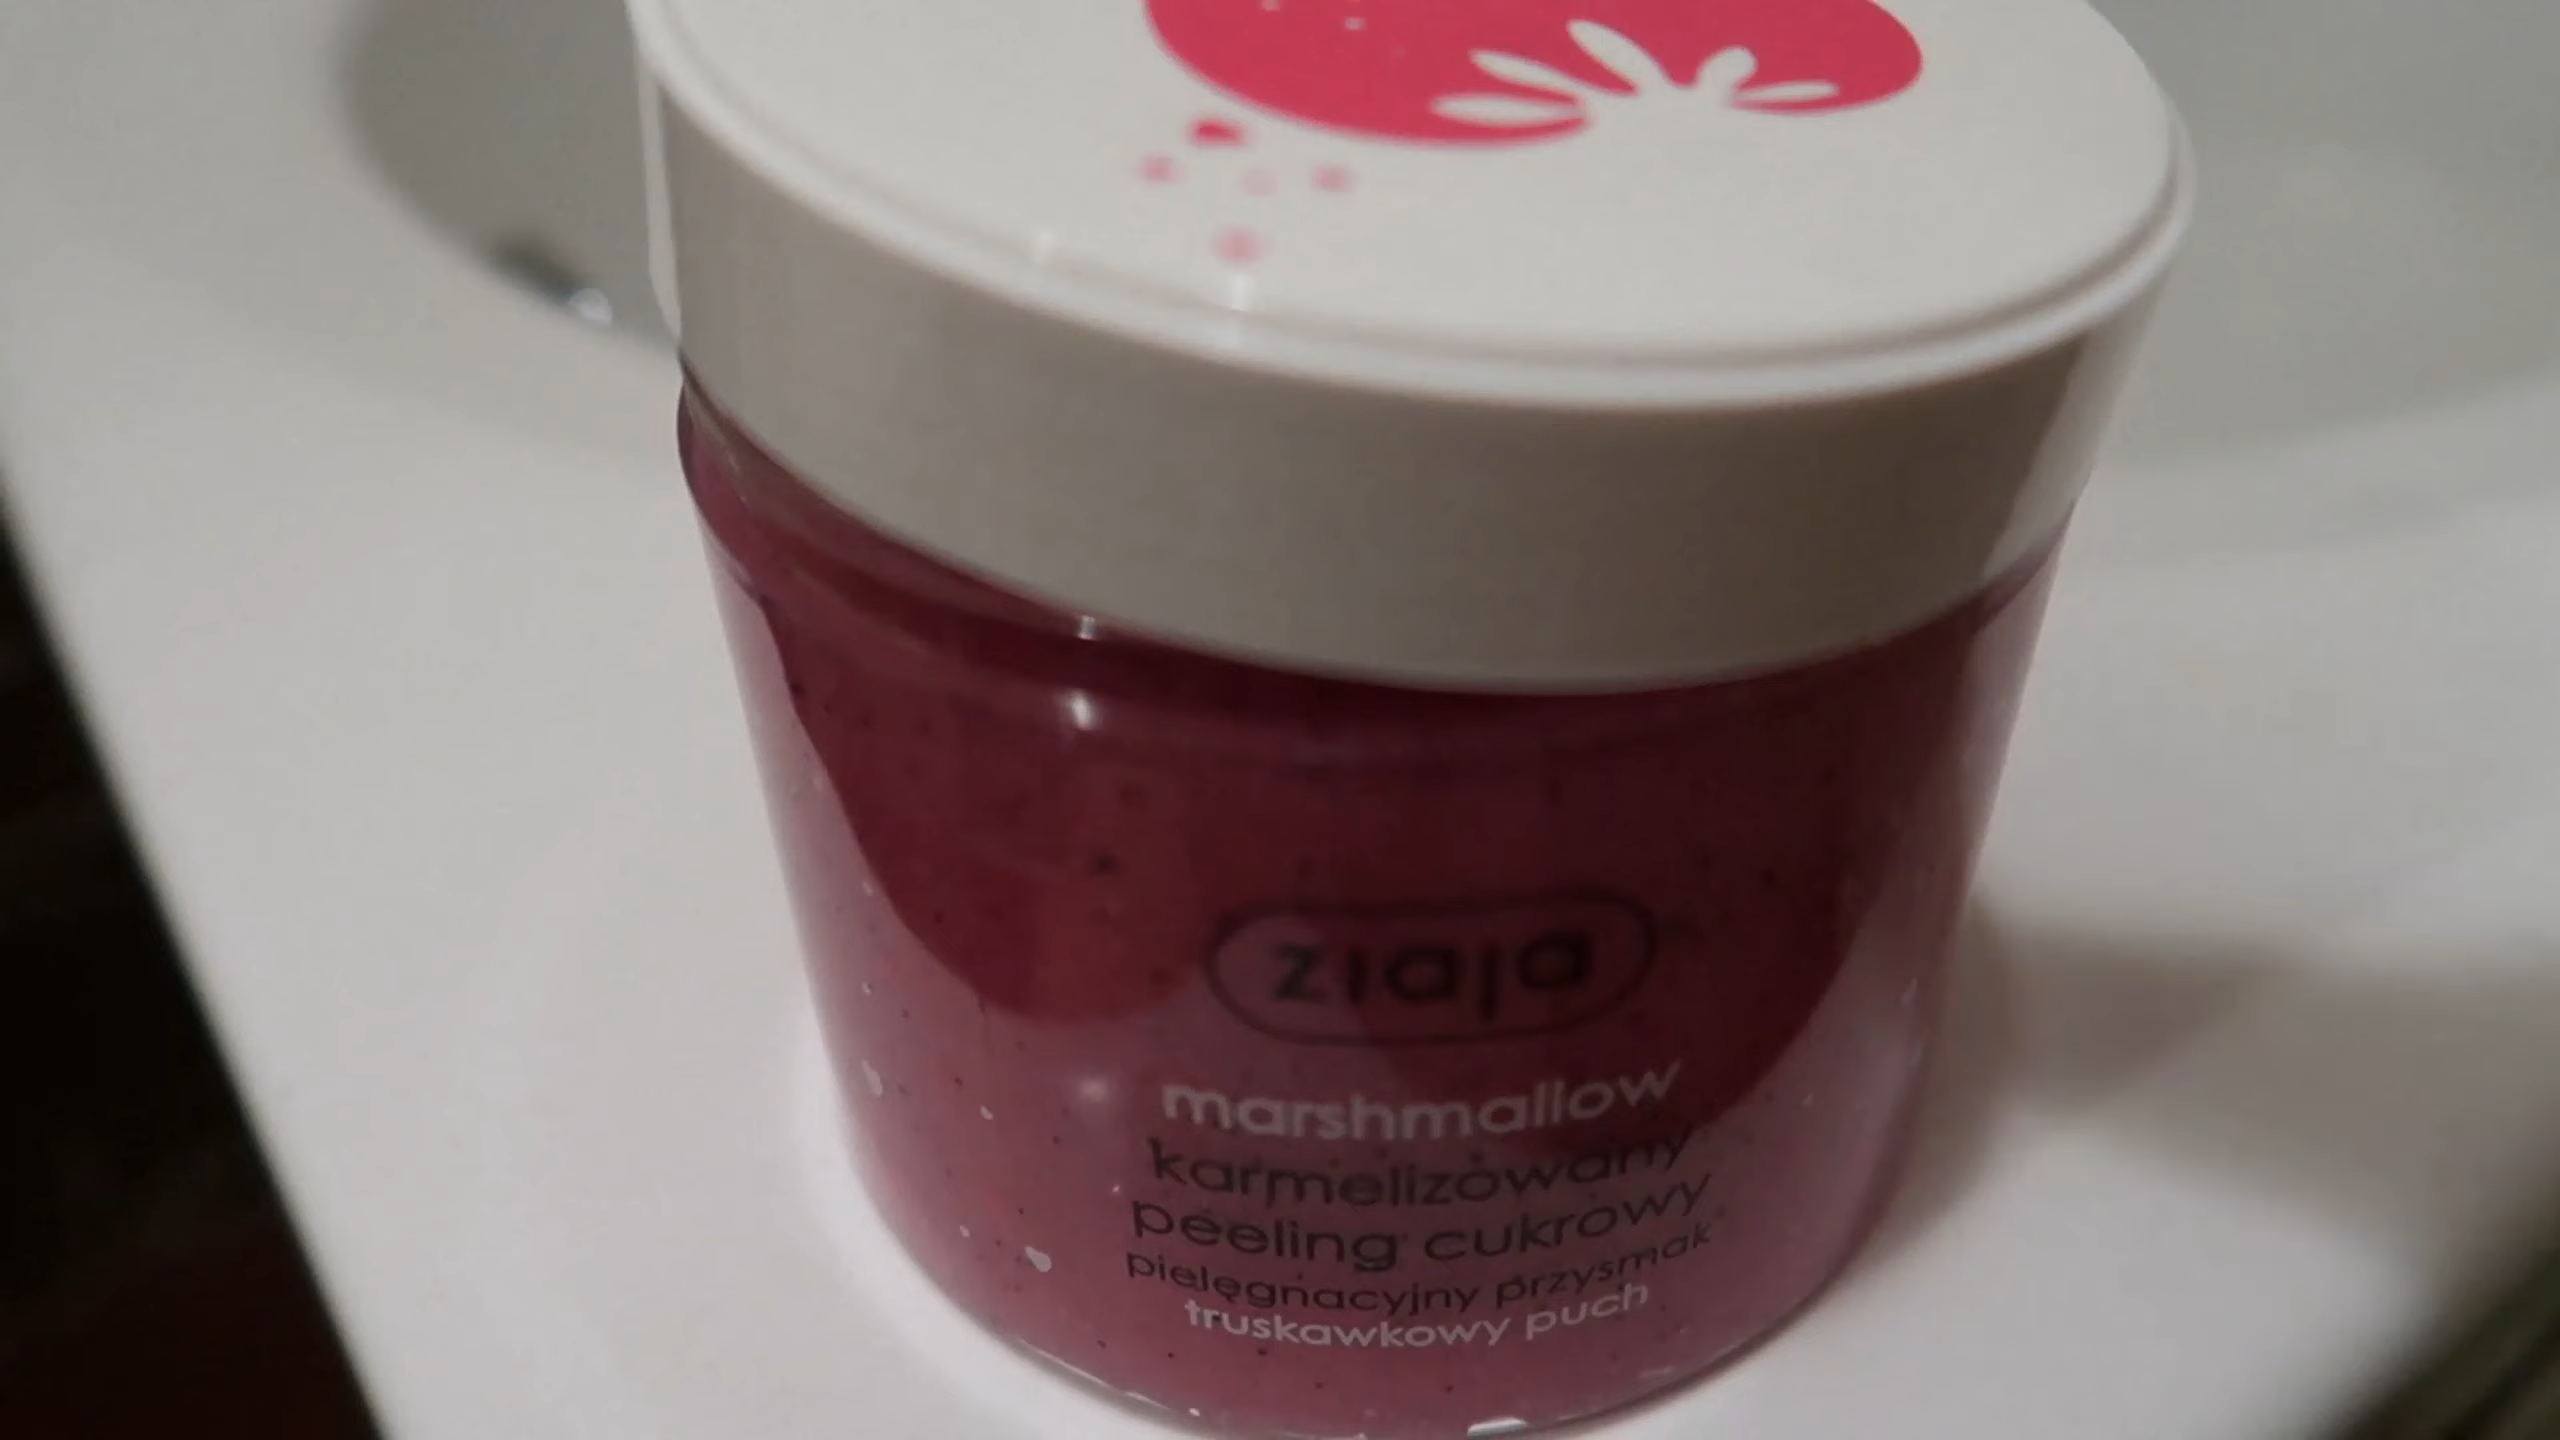 ziaja
marshmallow
karmelizowany
peeling cukrowy
pielęgnacyjny przysmak
truskawkowy puch